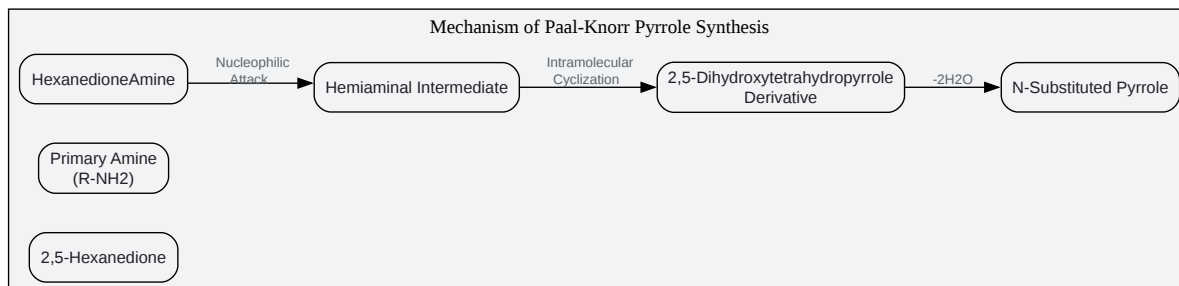 Mechanism of Paal-Knorr Pyrrole Synthesis
HexanedioneAmine
Nucleophilic
Attack
Hemiaminal Intermediate
Intramolecular
Cyclization
2,5-Dihydroxytetrahydropyrrole
Derivative
-2H2O
N-Substituted Pyrrole
Primary Amine
(R-NH2)
2,5-Hexanedione